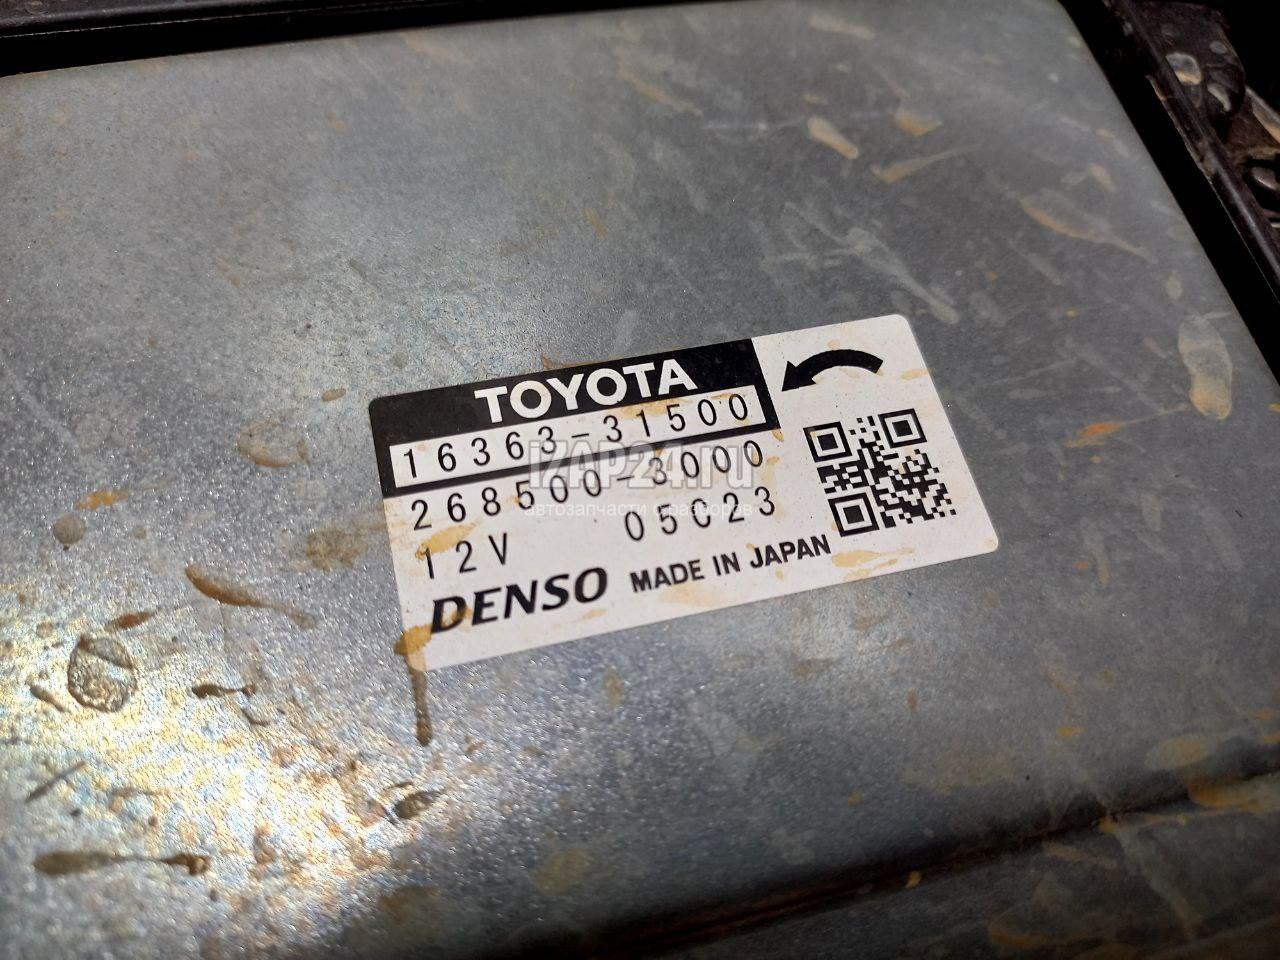 TOYOTA
16363-31500
268500-3000
12V 05C23
DENSO MADE IN JAPAN
iZAP24.ru
автозапчасти с разборов